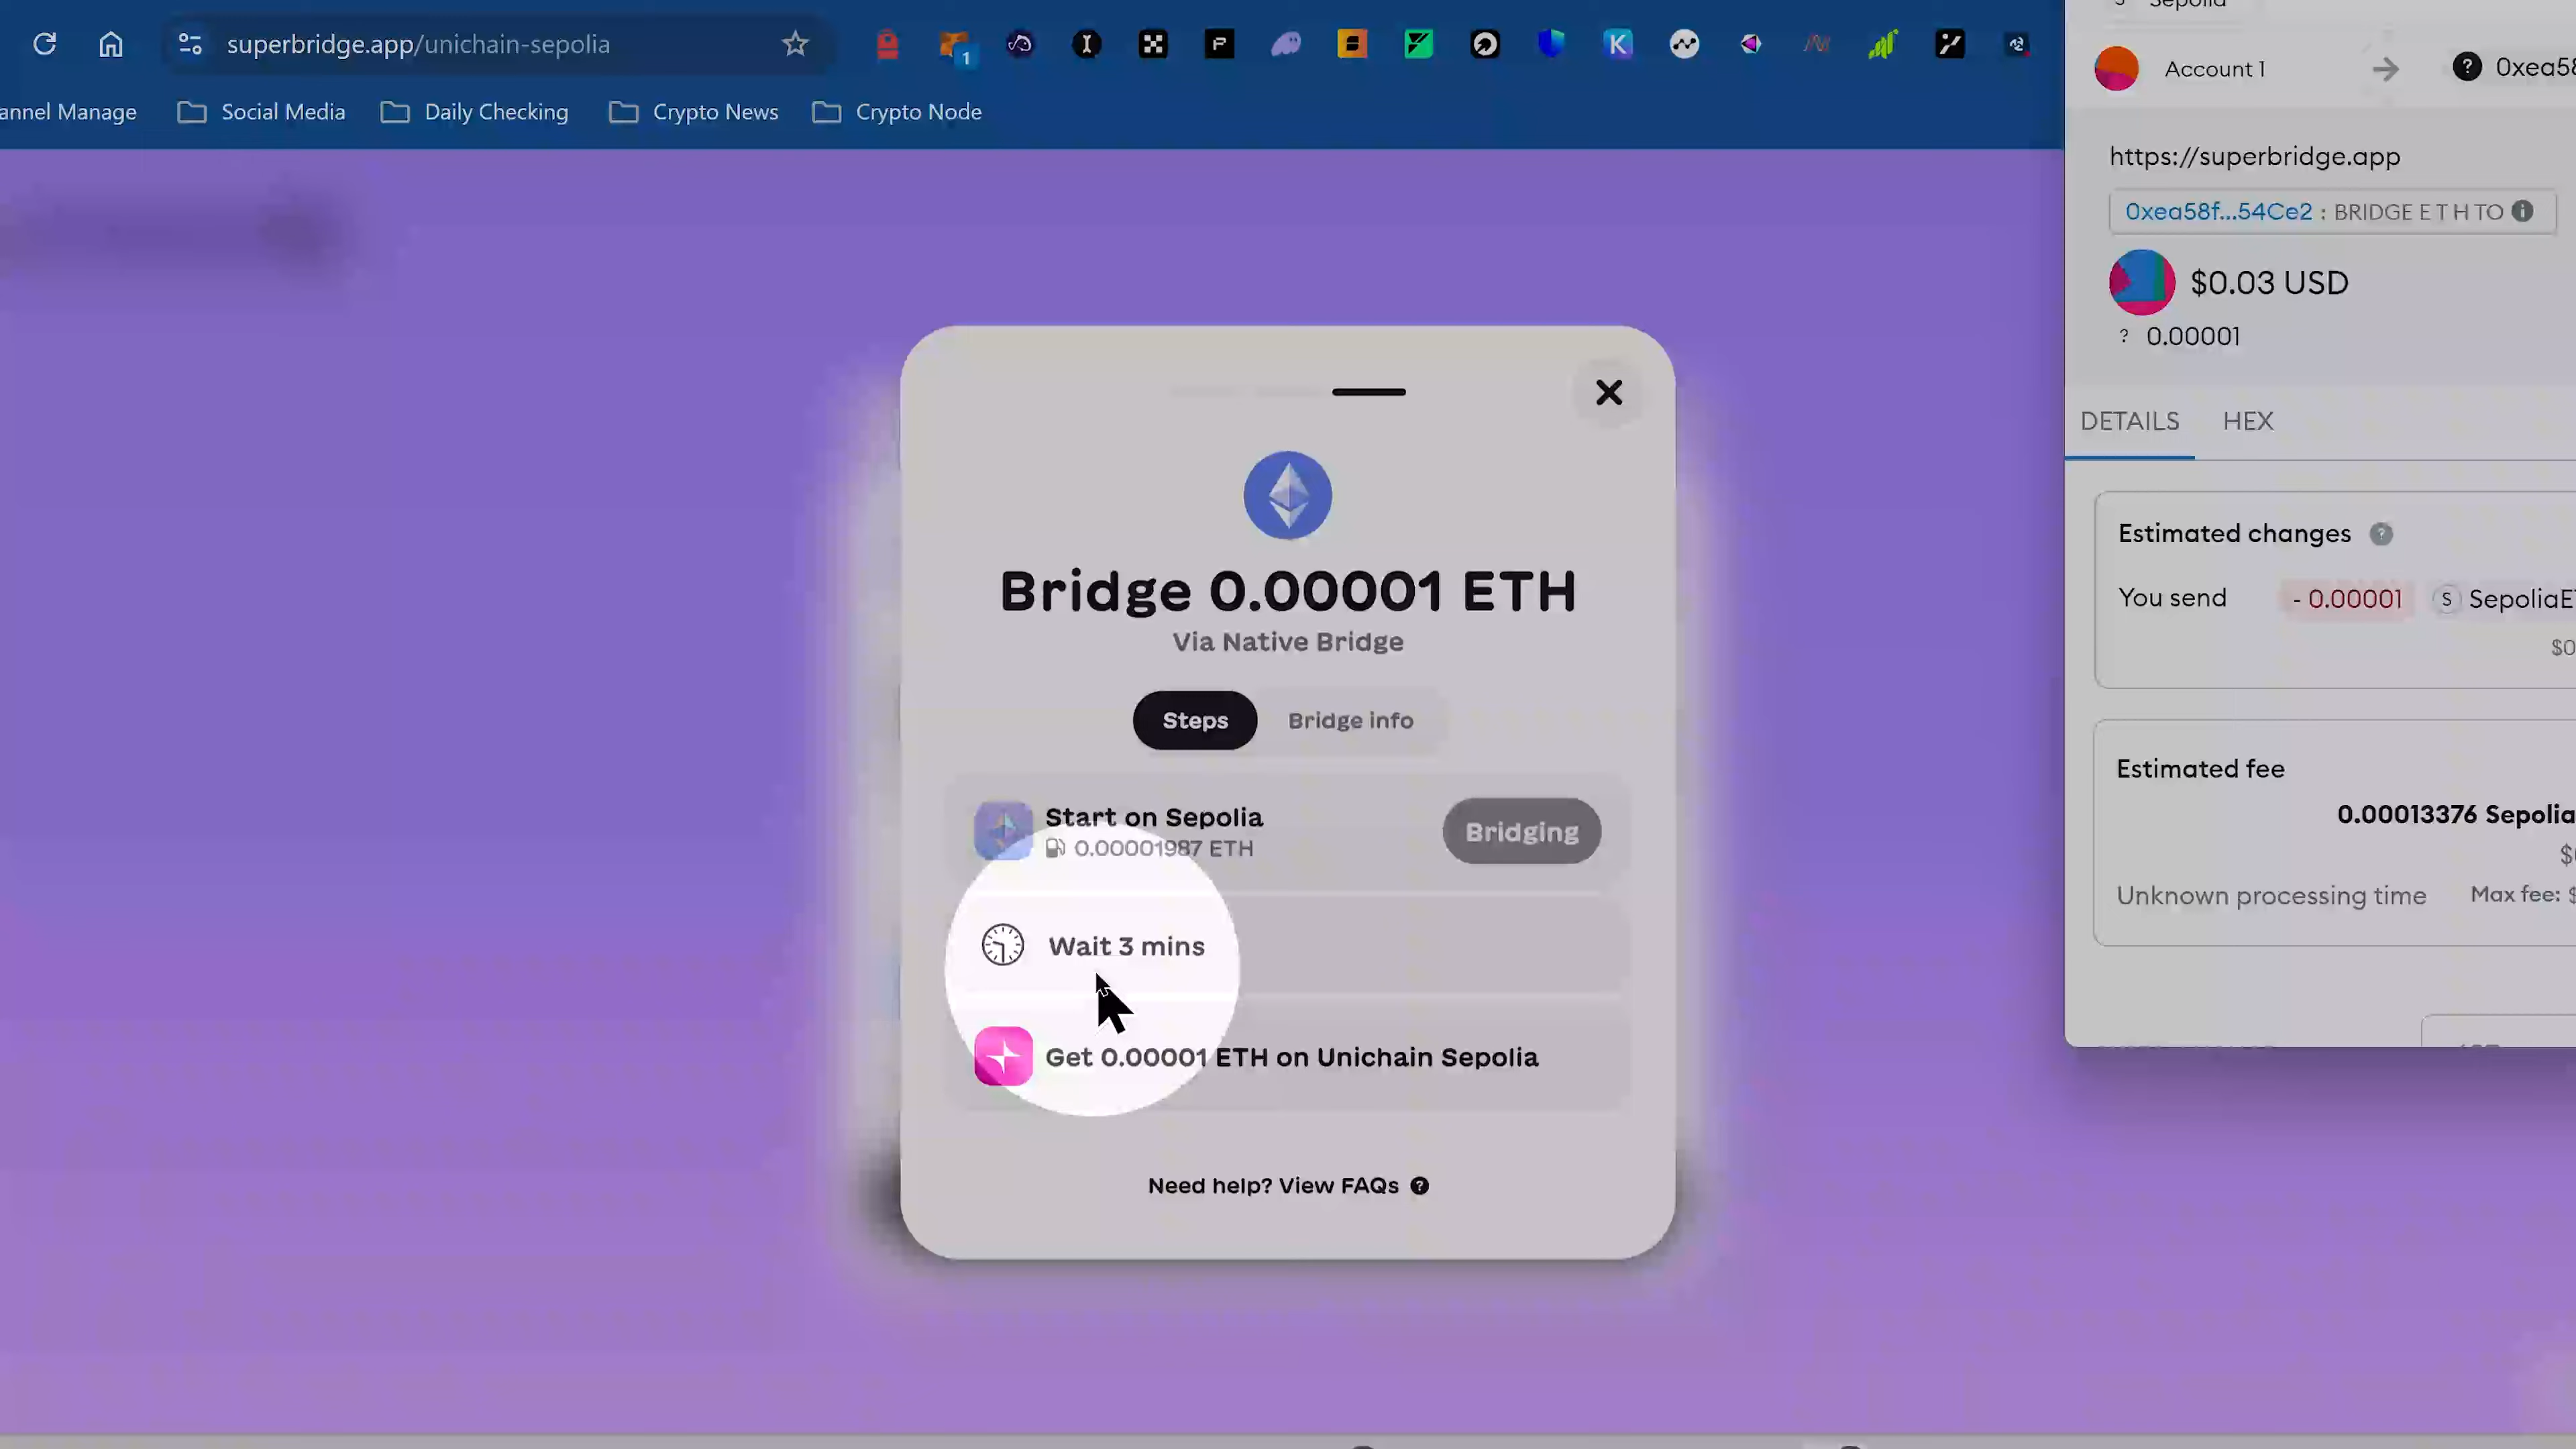 superbridge.app/unichain-sepolia
1
annel Manage
Social Media
Daily Checking
Crypto News
Crypto Node
Bridge 0.00001 ETH
Via Native Bridge
Steps
Bridge info
Start on Sepolia
0.00001987 ETH
Bridging
Wait 3 mins
Get 0.00001 ETH on Unichain Sepolia
Need help? View FAQs ?
Sepolia
Account 1
? 0xea58
https://superbridge.app
0xea58f...54Ce2 : BRIDGE E T H TO
$0.03 USD
? 0.00001
DETAILS
HEX
Estimated changes ?
You send
- 0.00001
S SepoliaE
$0
Estimated fee
0.00013376 Sepolia
$
Unknown processing time
Max fee: $